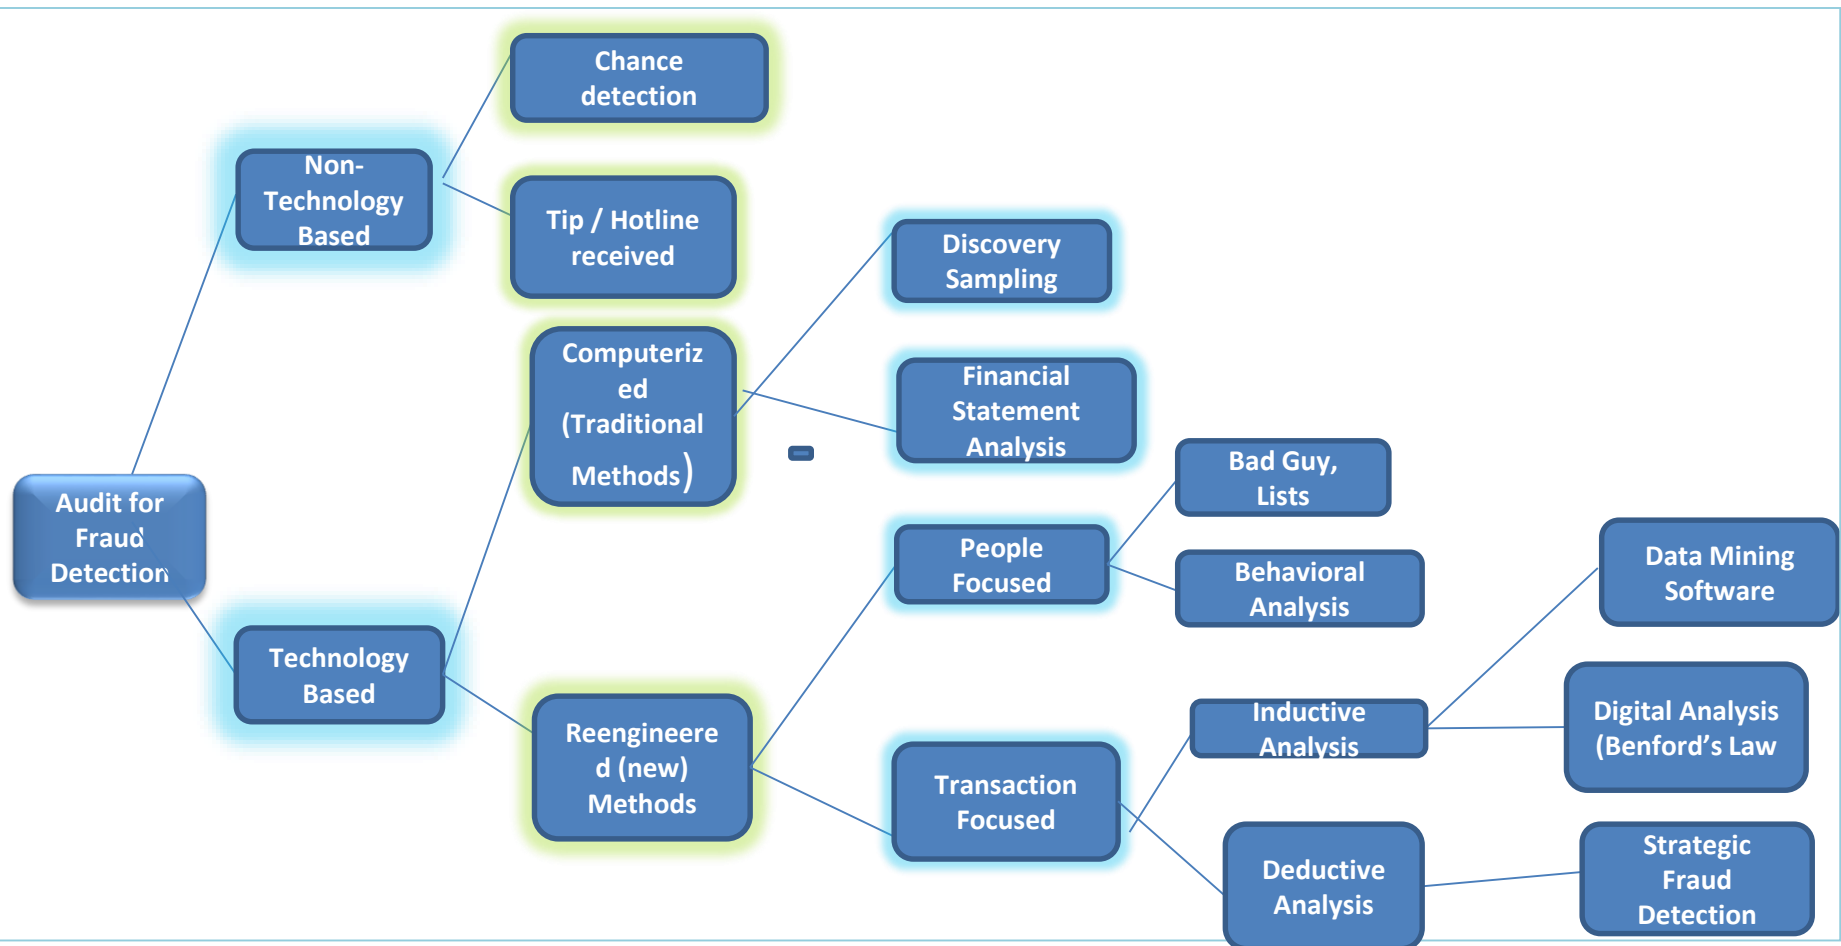 Chance
detection
Non-
Technology
Based
Tip / Hotline
received
Discovery
Sampling
Computeriz
ed
(Traditional
Methods)
Financial
Statement
Analysis
Audit for
Fraud
Detection
Bad Guy,
Lists
People
Focused
Behavioral
Analysis
Data Mining
Software
Technology
Based
Reengineere
d (new)
Methods
Transaction
Focused
Inductive
Analysis
Digital Analysis
(Benford’s Law
Deductive
Analysis
Strategic
Fraud
Detection